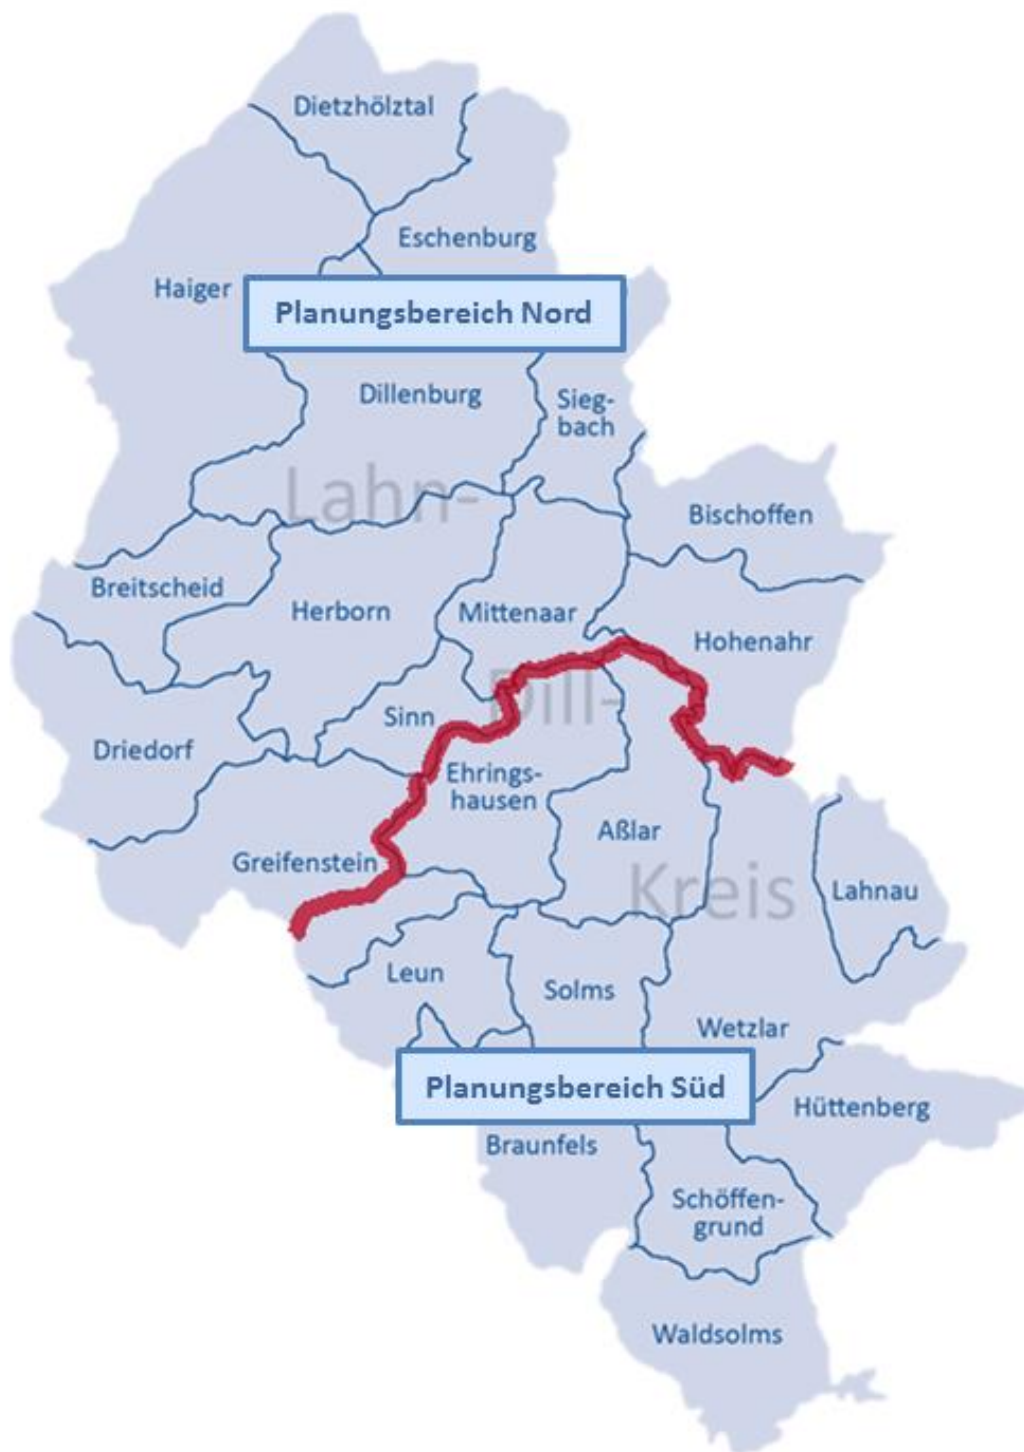 Dietzhölztal
Eschenburg
Haiger
Planungsbereich Nord
Dillenburg
Sieg-
bach
Lahn-
Bischoffen
Breitscheid
Herborn
Mittenaar
Hohenahr
Dill-
Sinn
Driedorf
Ehrings-
hausen
Aßlar
Greifenstein
Kreis
Lahnau
Leun
Solms
Wetzlar
Planungsbereich Süd
Hüttenberg
Braunfels
Schöffen-
grund
Waldsolms